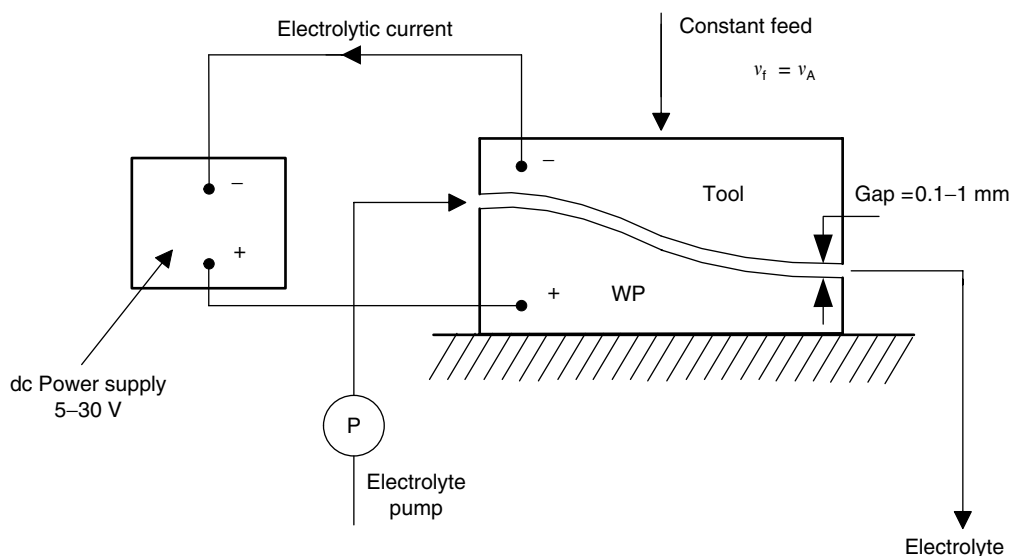 Electrolytic current
Constant feed
v_f = v_A
−
−
+
+
Tool
WP
Gap =0.1–1 mm
dc Power supply
5–30 V
P
Electrolyte
pump
Electrolyte